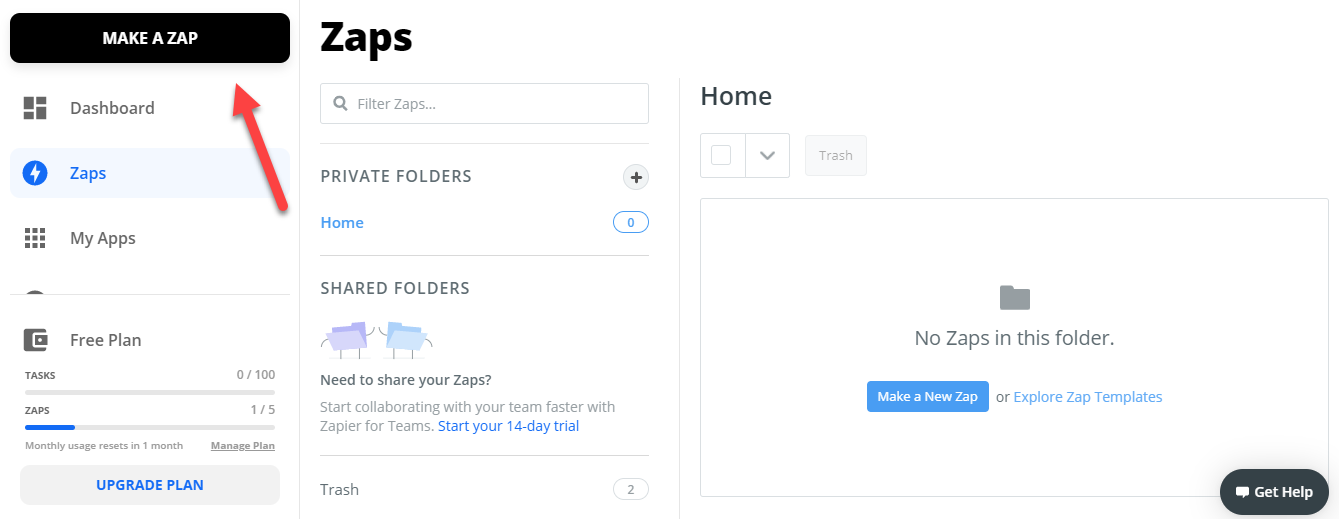 MAKE A ZAP
Dashboard
Zaps
My Apps
Free Plan
TASKS 0 / 100
ZAPS 1 / 5
Monthly usage resets in 1 month Manage Plan
UPGRADE PLAN
Zaps
Filter Zaps...
PRIVATE FOLDERS
Home 0
SHARED FOLDERS
Need to share your Zaps?
Start collaborating with your team faster with
Zapier for Teams. Start your 14-day trial
Trash 2
Home
Trash
No Zaps in this folder.
Make a New Zap or Explore Zap Templates
Get Help